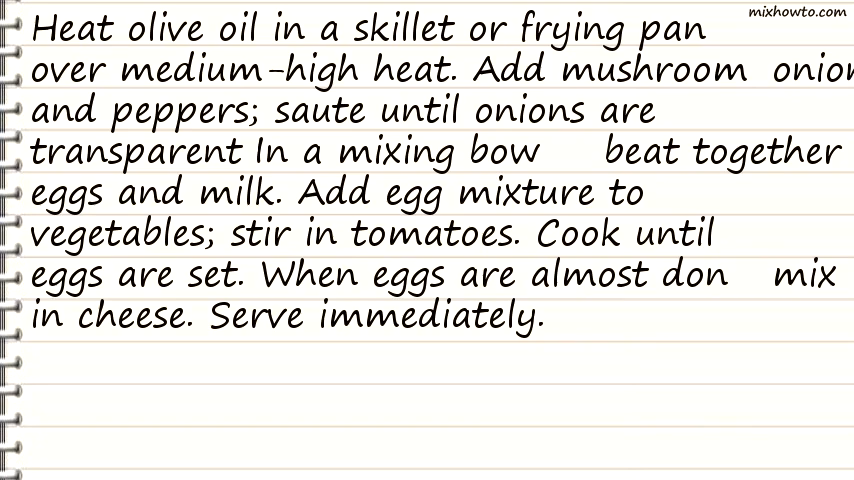 mixhowto.com
Heat olive oil in a skillet or frying pan
over medium-high heat. Add mushroom onion
and peppers; saute until onions are
transparent In a mixing bow beat together
eggs and milk. Add egg mixture to
vegetables; stir in tomatoes. Cook until
eggs are set. When eggs are almost don mix
in cheese. Serve immediately.